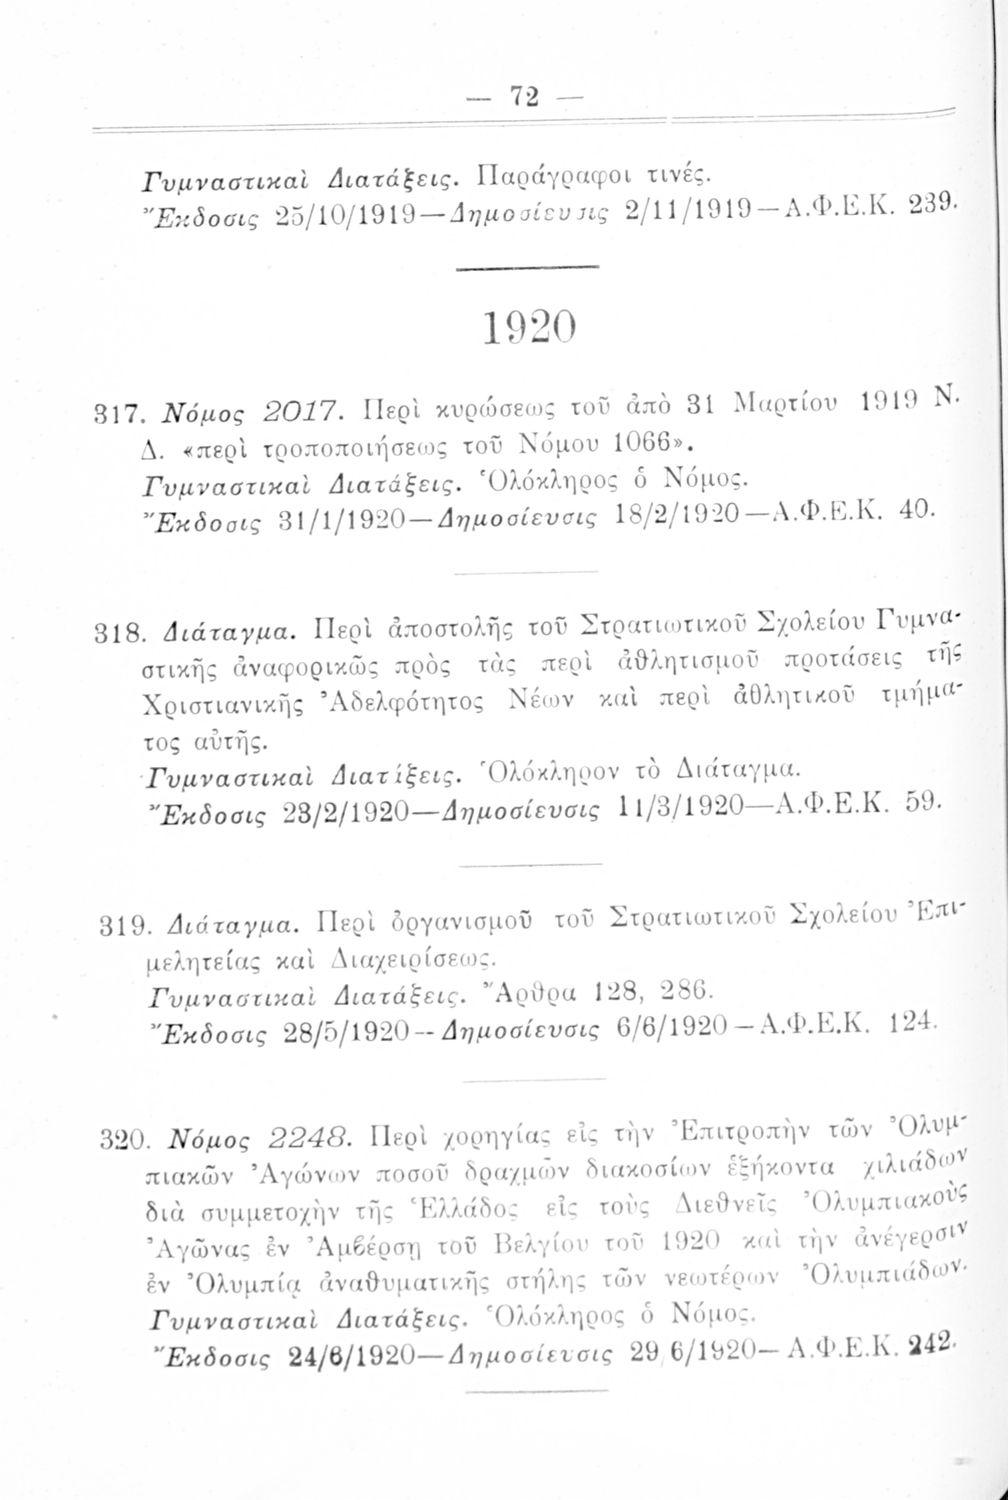 — 72 —
Γυμναστικαὶ Διατάξεις. Παράγραφοι τινές.
Ἔκδοσις 25/10/1919—Δημοσίευσις 2/11/1919—Α.Φ.Ε.Κ. 239.
1920
317. Νόμος 2017. Περὶ κυρώσεως τοῦ ἀπὸ 31 Μαρτίου 1919 Ν.
Δ. «περὶ τροποποιήσεως τοῦ Νόμου 1066».
Γυμναστικαὶ Διατάξεις. Ὁλόκληρος ὁ Νόμος.
Ἔκδοσις 31/1/1920—Δημοσίευσις 18/2/1920—Α.Φ.Ε.Κ. 40.
318. Διάταγμα. Περὶ ἀποστολῆς τοῦ Στρατιωτικοῦ Σχολείου Γυμνα-
στικῆς ἀναφορικῶς πρὸς τὰς περὶ ἀθλητισμοῦ προτάσεις τῆς
Χριστιανικῆς Ἀδελφότητος Νέων καὶ περὶ ἀθλητικοῦ τμήμα-
τος αὐτῆς.
Γυμναστικαὶ Διατάξεις. Ὁλόκληρον τὸ Διάταγμα.
Ἔκδοσις 23/2/1920—Δημοσίευσις 11/3/1920—Α.Φ.Ε.Κ. 59.
319. Διάταγμα. Περὶ ὀργανισμοῦ τοῦ Στρατιωτικοῦ Σχολείου Ἐπι-
μελητείας καὶ Διαχειρίσεως.
Γυμναστικαὶ Διατάξεις. Ἄρθρα 128, 286.
Ἔκδοσις 28/5/1920—Δημοσίευσις 6/6/1920—Α.Φ.Ε.Κ. 124.
320. Νόμος 2248. Περὶ χορηγίας εἰς τὴν Ἐπιτροπὴν τῶν Ὀλυμ-
πιακῶν Ἀγώνων ποσοῦ δραχμῶν διακοσίων ἑξήκοντα χιλιάδων
διὰ συμμετοχὴν τῆς Ἑλλάδος εἰς τοὺς Διεθνεῖς Ὀλυμπιακοὺς
Ἀγῶνας ἐν Ἀμβέρσῃ τοῦ Βελγίου τοῦ 1920 καὶ τὴν ἀνέγερσιν
ἐν Ὀλυμπίᾳ ἀναθυματικῆς στήλης τῶν νεωτέρων Ὀλυμπιάδων.
Γυμναστικαὶ Διατάξεις. Ὁλόκληρος ὁ Νόμος.
Ἔκδοσις 24/6/1920—Δημοσίευσις 29/6/1920—Α.Φ.Ε.Κ. 242.